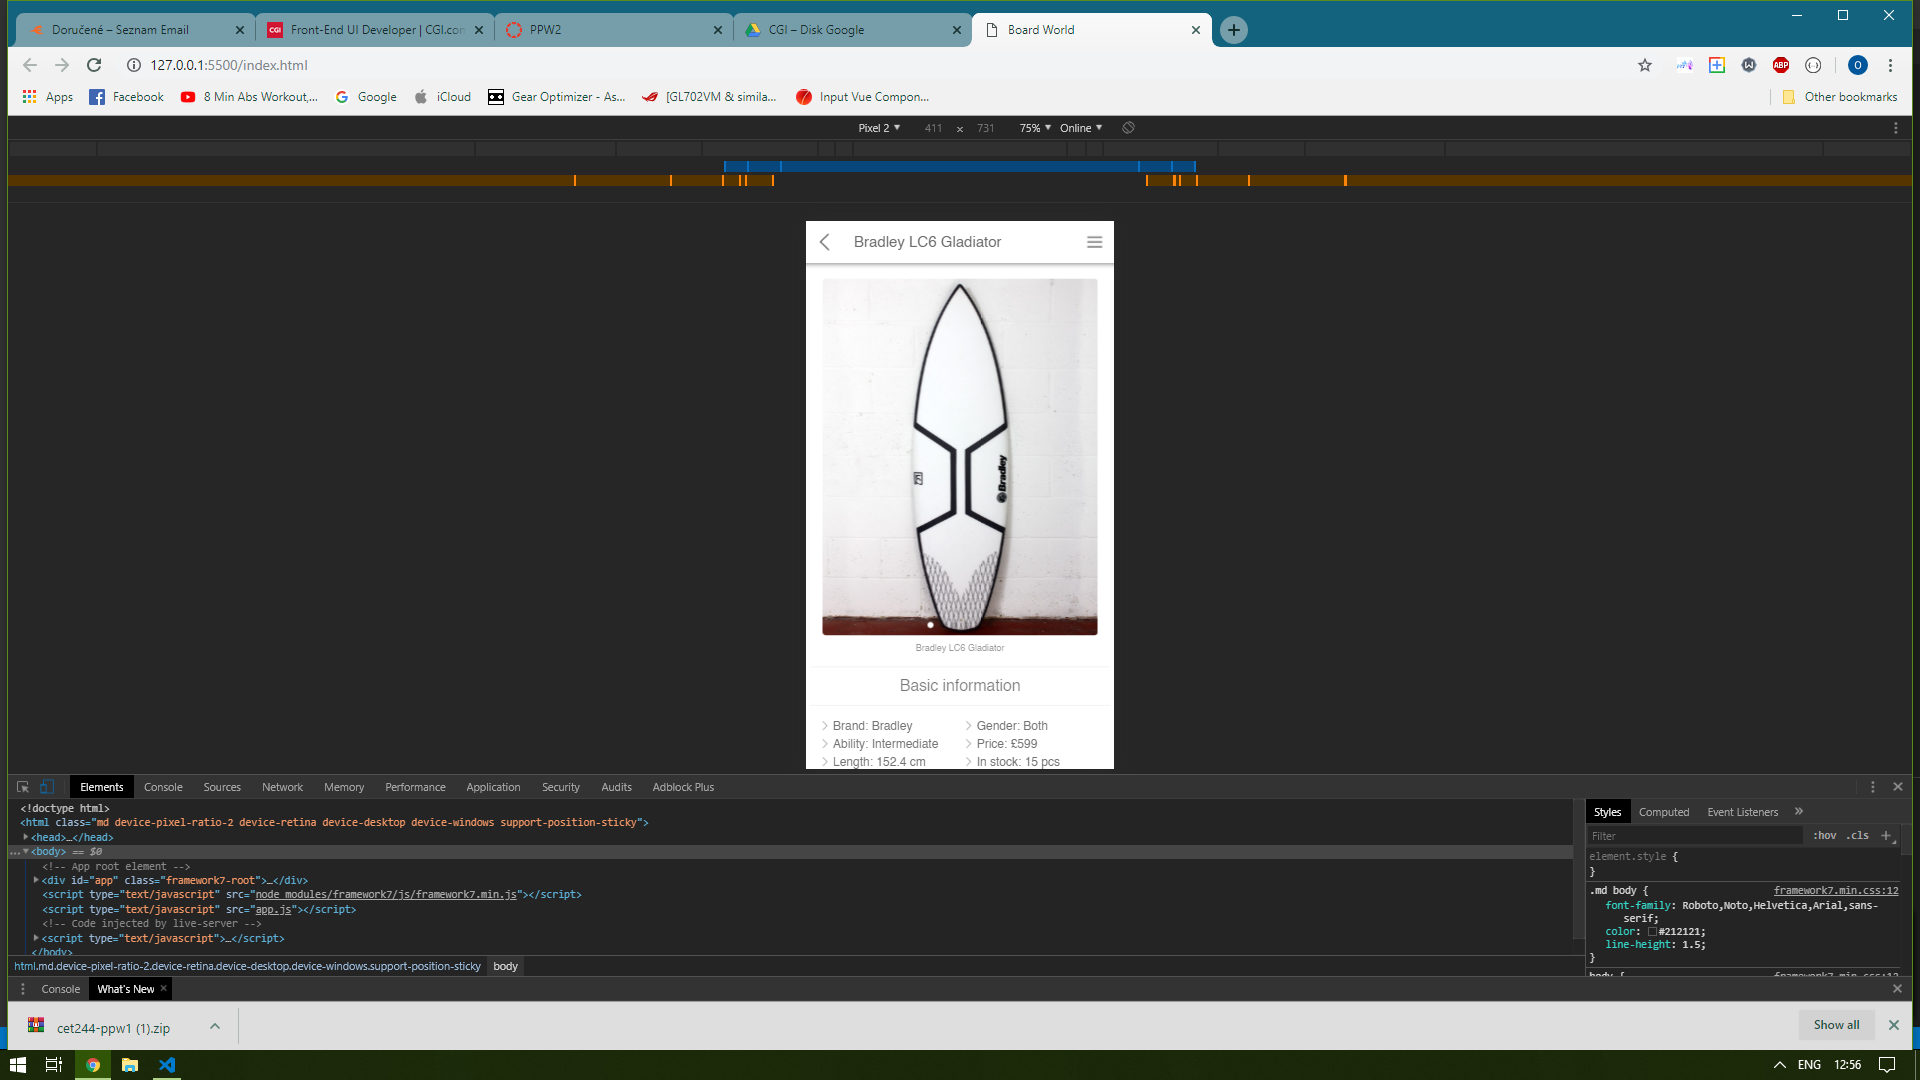 Doručené – Seznam Email
CGI Front-End UI Developer | CGI.com
PPW2
CGI – Disk Google
Board World
127.0.0.1:5500/index.html
ABP
O
Apps Facebook 8 Min Abs Workout,... Google iCloud Gear Optimizer - As... [GL702VM & simila... Input Vue Compon... Other bookmarks
Pixel 2 411 × 731 75% Online
Bradley LC6 Gladiator
Bradley
Bradley LC6 Gladiator
Basic information
Brand: Bradley
Gender: Both
Ability: Intermediate
Price: £599
Length: 152.4 cm
In stock: 15 pcs
Elements Console Sources Network Memory Performance Application Security Audits Adblock Plus
<!doctype html>
<html class="md device-pixel-ratio-2 device-retina device-desktop device-windows support-position-sticky">
<head>…</head>
<body> == $0
<!-- App root element -->
<div id="app" class="framework7-root">…</div>
<script type="text/javascript" src="node_modules/framework7/js/framework7.min.js"></script>
<script type="text/javascript" src="app.js"></script>
<!-- Code injected by live-server -->
<script type="text/javascript">…</script>
</body>
html.md.device-pixel-ratio-2.device-retina.device-desktop.device-windows.support-position-sticky body
Styles Computed Event Listeners »
Filter :hov .cls +
element.style {
}
.md body { framework7.min.css:12
font-family: Roboto,Noto,Helvetica,Arial,sans-
serif;
color: #212121;
line-height: 1.5;
}
body { framework7.min.css:12
Console What's New ×
cet244-ppw1 (1).zip
Show all
ENG 12:56